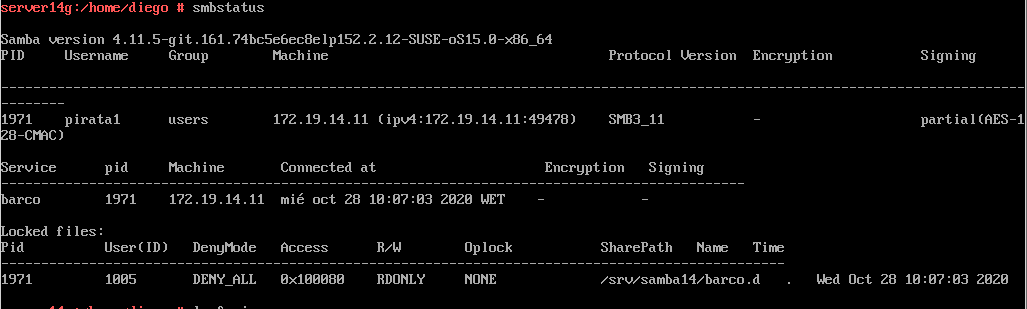 server14g:/home/diego # smbstatus
Samba version 4.11.5-git.161.74bc5e6ec8elp152.2.12-SUSE-oS15.0-x86_64
PID Username Group Machine Protocol Version Encryption Signing
----------------------------------------------------------------------------------------------------------------------------------------
1971 pirata1 users 172.19.14.11 (ipv4:172.19.14.11:49478) SMB3_11 - partial(AES-1
28-CMAC)
Service pid Machine Connected at Encryption Signing
---------------------------------------------------------------------------------------------
barco 1971 172.19.14.11 mié oct 28 10:07:03 2020 WET - -
Locked files:
Pid User(ID) DenyMode Access R/W Oplock SharePath Name Time
--------------------------------------------------------------------------------------------------
1971 1005 DENY_ALL 0x100080 RDONLY NONE /srv/samba14/barco.d . Wed Oct 28 10:07:03 2020